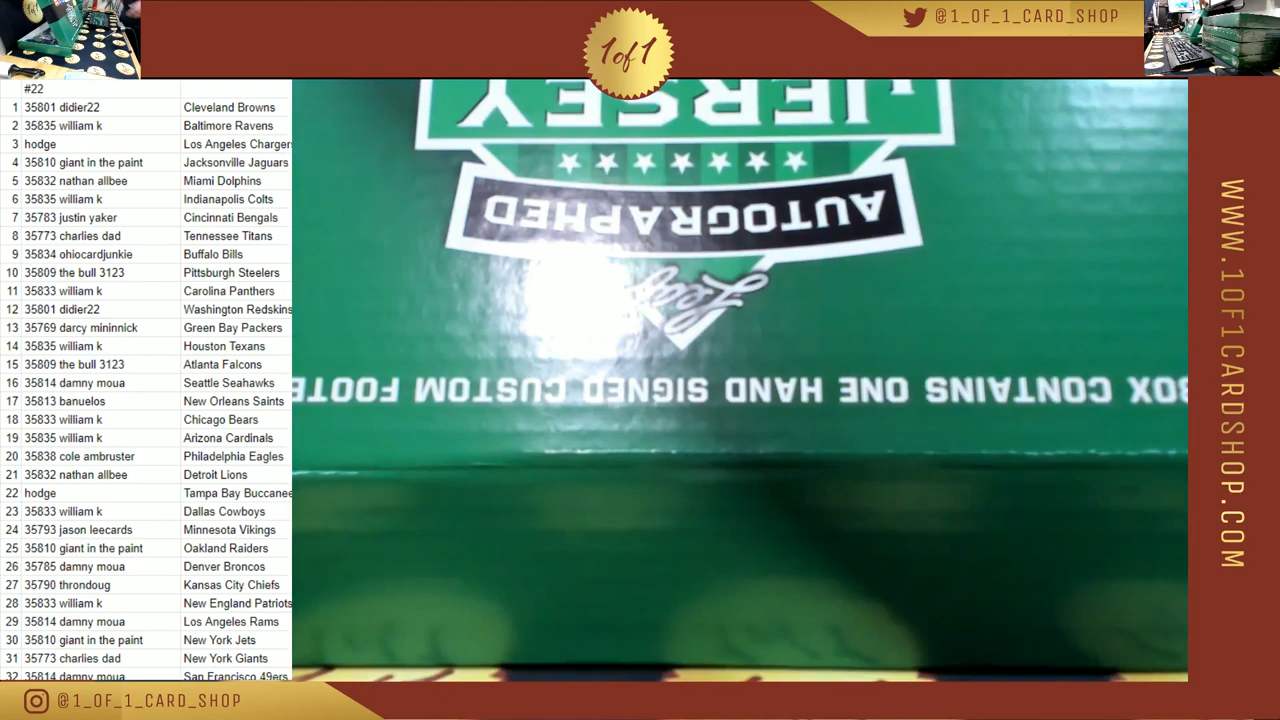 1of1
@1_OF_1_CARD_SHOP
#22
1 35801 didier22 Cleveland Browns
2 35835 william k Baltimore Ravens
3 hodge Los Angeles Chargers
4 35810 giant in the paint Jacksonville Jaguars
5 35832 nathan allbee Miami Dolphins
6 35835 william k Indianapolis Colts
7 35783 justin yaker Cincinnati Bengals
8 35773 charlies dad Tennessee Titans
9 35834 ohiocardjunkie Buffalo Bills
10 35809 the bull 3123 Pittsburgh Steelers
11 35833 william k Carolina Panthers
12 35801 didier22 Washington Redskins
13 35769 darcy mininnick Green Bay Packers
14 35835 william k Houston Texans
15 35809 the bull 3123 Atlanta Falcons
16 35814 damny moua Seattle Seahawks
17 35813 banuelos New Orleans Saints
18 35833 william k Chicago Bears
19 35835 william k Arizona Cardinals
20 35838 cole ambruster Philadelphia Eagles
21 35832 nathan allbee Detroit Lions
22 hodge Tampa Bay Buccanee
23 35833 william k Dallas Cowboys
24 35793 jason leecards Minnesota Vikings
25 35810 giant in the paint Oakland Raiders
26 35785 damny moua Denver Broncos
27 35790 throndoug Kansas City Chiefs
28 35833 william k New England Patriots
29 35814 damny moua Los Angeles Rams
30 35810 giant in the paint New York Jets
31 35773 charlies dad New York Giants
32 35814 damny moua San Francisco 49ers
BOX CONTAINS ONE HAND SIGNED CUSTOM FOOTB
Leaf
AUTOGRAPHED
JERSEY
WWW.1OF1CARDSHOP.COM
@1_OF_1_CARD_SHOP